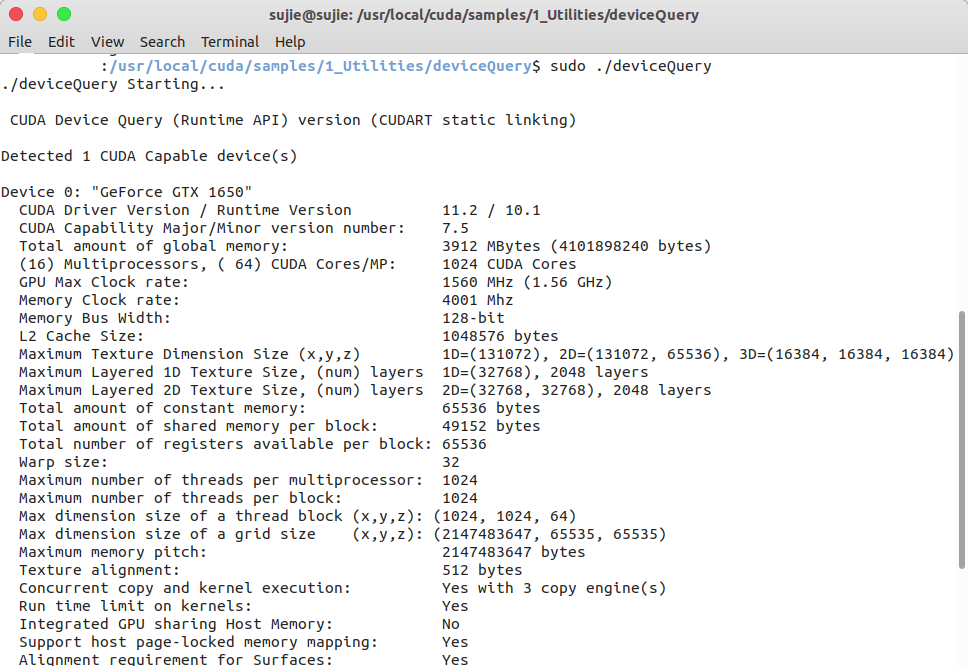 sujie@sujie: /usr/local/cuda/samples/1_Utilities/deviceQuery
File Edit View Search Terminal Help
:/usr/local/cuda/samples/1_Utilities/deviceQuery$ sudo ./deviceQuery
./deviceQuery Starting...
CUDA Device Query (Runtime API) version (CUDART static linking)
Detected 1 CUDA Capable device(s)
Device 0: "GeForce GTX 1650"
CUDA Driver Version / Runtime Version 11.2 / 10.1
CUDA Capability Major/Minor version number: 7.5
Total amount of global memory: 3912 MBytes (4101898240 bytes)
(16) Multiprocessors, ( 64) CUDA Cores/MP: 1024 CUDA Cores
GPU Max Clock rate: 1560 MHz (1.56 GHz)
Memory Clock rate: 4001 Mhz
Memory Bus Width: 128-bit
L2 Cache Size: 1048576 bytes
Maximum Texture Dimension Size (x,y,z) 1D=(131072), 2D=(131072, 65536), 3D=(16384, 16384, 16384)
Maximum Layered 1D Texture Size, (num) layers 1D=(32768), 2048 layers
Maximum Layered 2D Texture Size, (num) layers 2D=(32768, 32768), 2048 layers
Total amount of constant memory: 65536 bytes
Total amount of shared memory per block: 49152 bytes
Total number of registers available per block: 65536
Warp size: 32
Maximum number of threads per multiprocessor: 1024
Maximum number of threads per block: 1024
Max dimension size of a thread block (x,y,z): (1024, 1024, 64)
Max dimension size of a grid size (x,y,z): (2147483647, 65535, 65535)
Maximum memory pitch: 2147483647 bytes
Texture alignment: 512 bytes
Concurrent copy and kernel execution: Yes with 3 copy engine(s)
Run time limit on kernels: Yes
Integrated GPU sharing Host Memory: No
Support host page-locked memory mapping: Yes
Alignment requirement for Surfaces: Yes